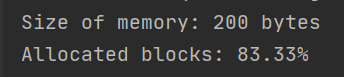 Size of memory: 200 bytes
Allocated blocks: 83.33%